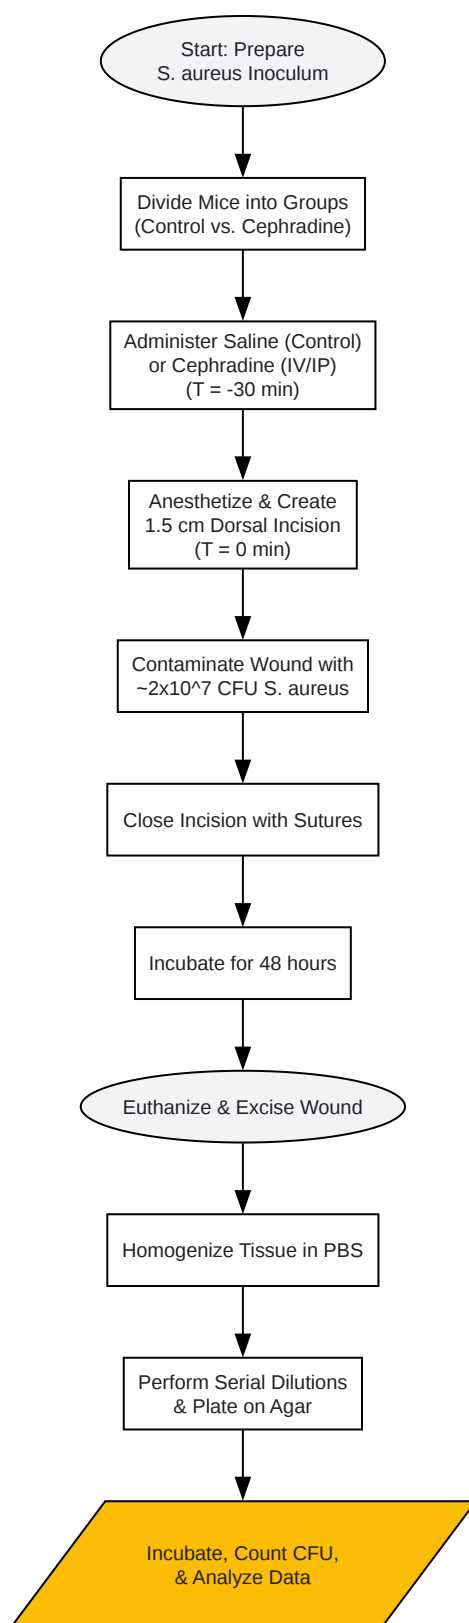 Start: Prepare
S. aureus Inoculum
Divide Mice into Groups
(Control vs. Cephradine)
Administer Saline (Control)
or Cephradine (IV/IP)
(T = -30 min)
Anesthetize & Create
1.5 cm Dorsal Incision
(T = 0 min)
Contaminate Wound with
~2x10^7 CFU S. aureus
Close Incision with Sutures
Incubate for 48 hours
Euthanize & Excise Wound
Homogenize Tissue in PBS
Perform Serial Dilutions
& Plate on Agar
Incubate, Count CFU,
& Analyze Data